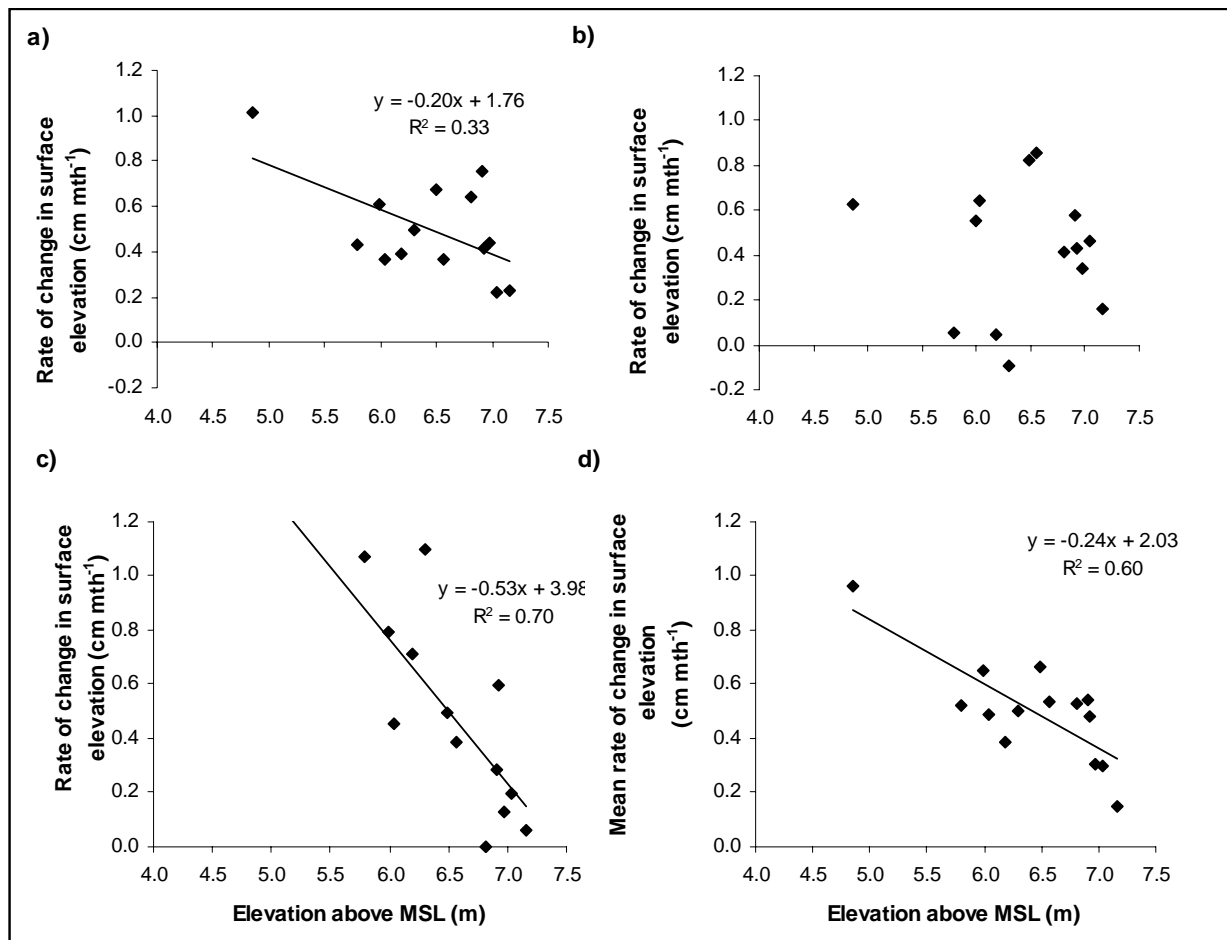 a)
Rate of change in surface
elevation (cm mth⁻¹)
1.2
1.0
0.8
0.6
0.4
0.2
0.0
-0.2
y = -0.20x + 1.76
R² = 0.33
4.0 4.5 5.0 5.5 6.0 6.5 7.0 7.5
b)
Rate of change in surface
elevation (cm mth⁻¹)
1.2
1.0
0.8
0.6
0.4
0.2
0.0
-0.2
4.0 4.5 5.0 5.5 6.0 6.5 7.0 7.5
c)
Rate of change in surface
elevation (cm mth⁻¹)
1.2
1.0
0.8
0.6
0.4
0.2
0.0
y = -0.53x + 3.98
R² = 0.70
4.0 4.5 5.0 5.5 6.0 6.5 7.0 7.5
Elevation above MSL (m)
d)
Mean rate of change in surface
elevation
(cm mth⁻¹)
1.2
1.0
0.8
0.6
0.4
0.2
0.0
y = -0.24x + 2.03
R² = 0.60
4.0 4.5 5.0 5.5 6.0 6.5 7.0 7.5
Elevation above MSL (m)